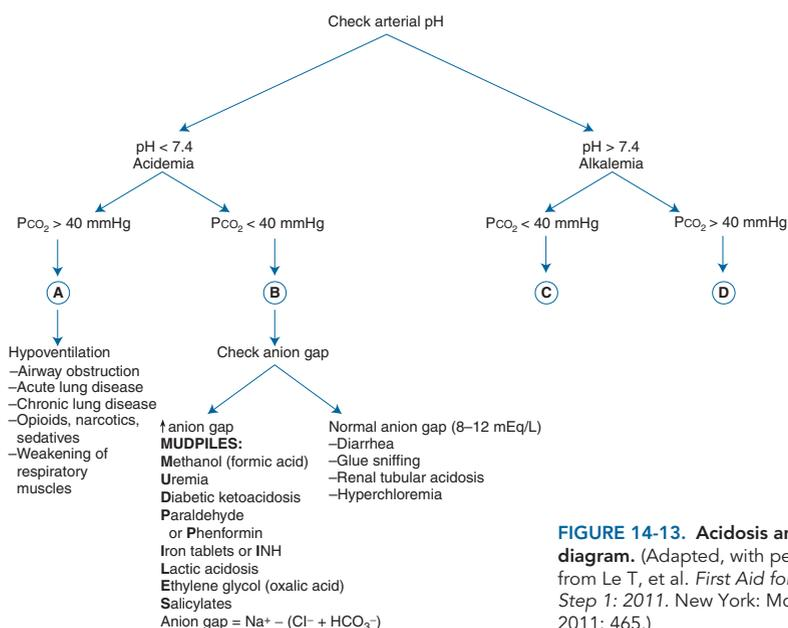 Check arterial pH
pH < 7.4
Acidemia
pH > 7.4
Alkalemia
PCO₂ > 40 mmHg
PCO₂ < 40 mmHg
PCO₂ < 40 mmHg
PCO₂ > 40 mmHg
A
B
C
D
Hypoventilation
–Airway obstruction
–Acute lung disease
–Chronic lung disease
–Opioids, narcotics,
sedatives
–Weakening of
respiratory
muscles
Check anion gap
↑ anion gap
MUDPILES:
Methanol (formic acid)
Uremia
Diabetic ketoacidosis
Paraldehyde
or Phenformin
Iron tablets or INH
Lactic acidosis
Ethylene glycol (oxalic acid)
Salicylates
Anion gap = Na⁺ – (Cl⁻ + HCO₃⁻)
Normal anion gap (8–12 mEq/L)
–Diarrhea
–Glue sniffing
–Renal tubular acidosis
–Hyperchloremia
FIGURE 14-13. Acidosis
diagram. (Adapted, with
from Le T, et al. First Aid
Step 1: 2011. New York:
2011: 465.)